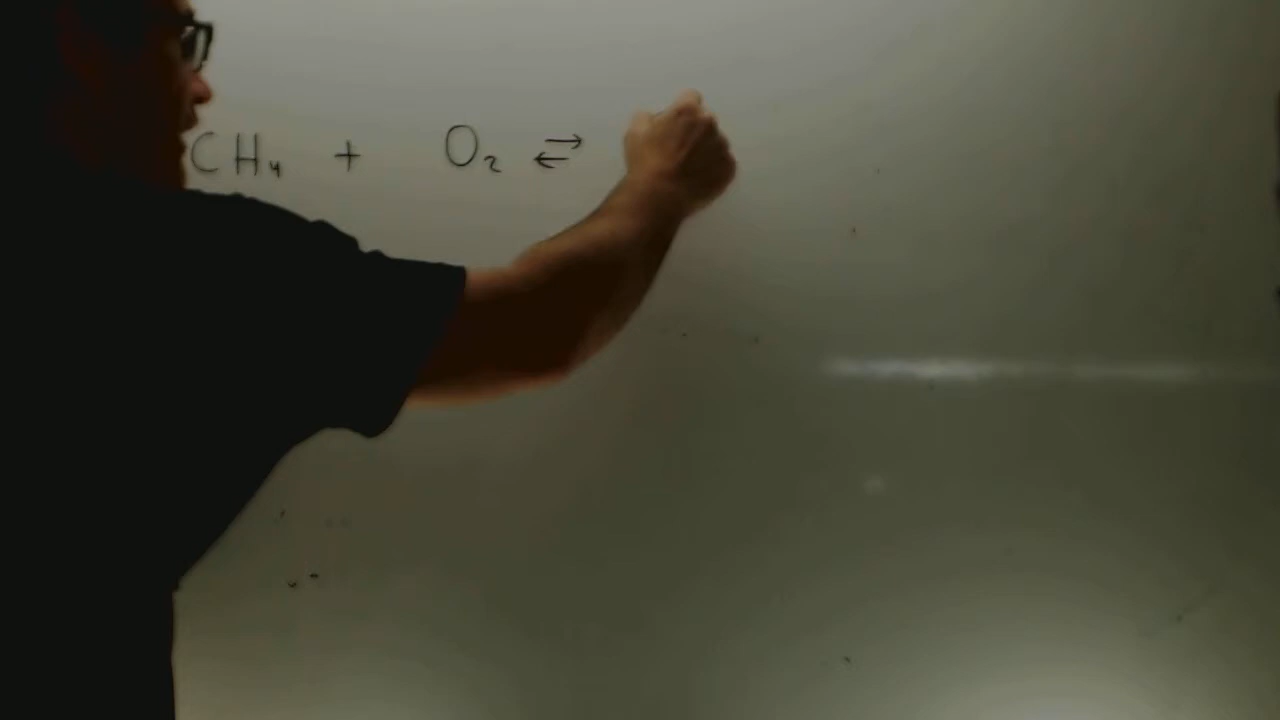 CH₄ + O₂ ⇄